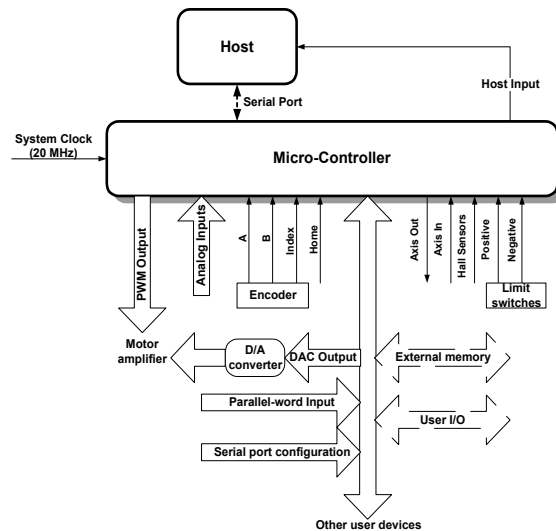 Host
Serial Port
Host Input
System Clock
(20 MHz)
Micro-Controller
PWM Output
Analog Inputs
A
B
Index
Home
Axis Out
Axis In
Hall Sensors
Positive
Negative
Encoder
Limit
switches
Motor
amplifier
D/A
converter
DAC Output
External memory
Parallel-word Input
User I/O
Serial port configuration
Other user devices